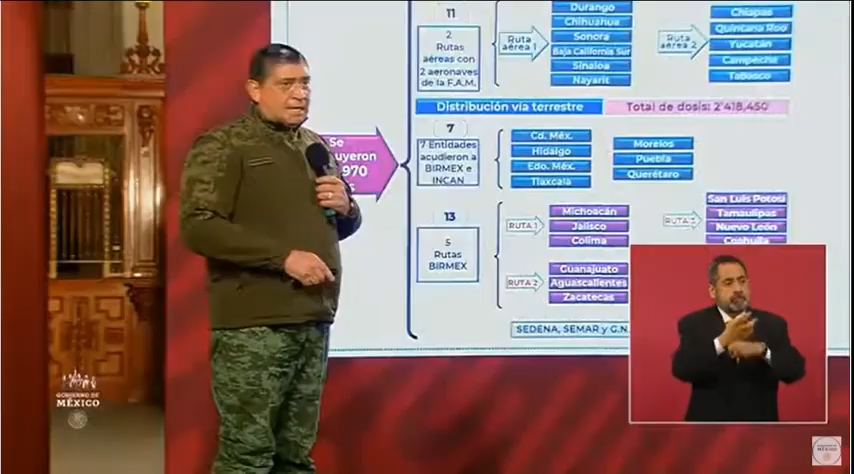 11
2
Rutas
aéreas con
2 aeronaves
de la F.A.M.
Ruta
aérea 1
Durango
Chihuahua
Sonora
Baja California Sur
Sinaloa
Nayarit
Ruta
aérea 2
Chiapas
Quintana Roo
Yucatán
Campeche
Tabasco
Distribución vía terrestre
Total de dosis: 2'418,450
Se
uyeron
970
s
7
7 Entidades
acudieron a
BIRMEX e
INCAN
Cd. Méx.
Hidalgo
Edo. Méx.
Tlaxcala
Morelos
Puebla
Querétaro
13
5
Rutas
BIRMEX
RUTA 1
Michoacán
Jalisco
Colima
RUTA 3
San Luis Potosí
Tamaulipas
Nuevo León
Coahuila
RUTA 2
Guanajuato
Aguascalientes
Zacatecas
SEDENA, SEMAR y G.N.
GOBIERNO DE
MÉXICO
MÉXICO